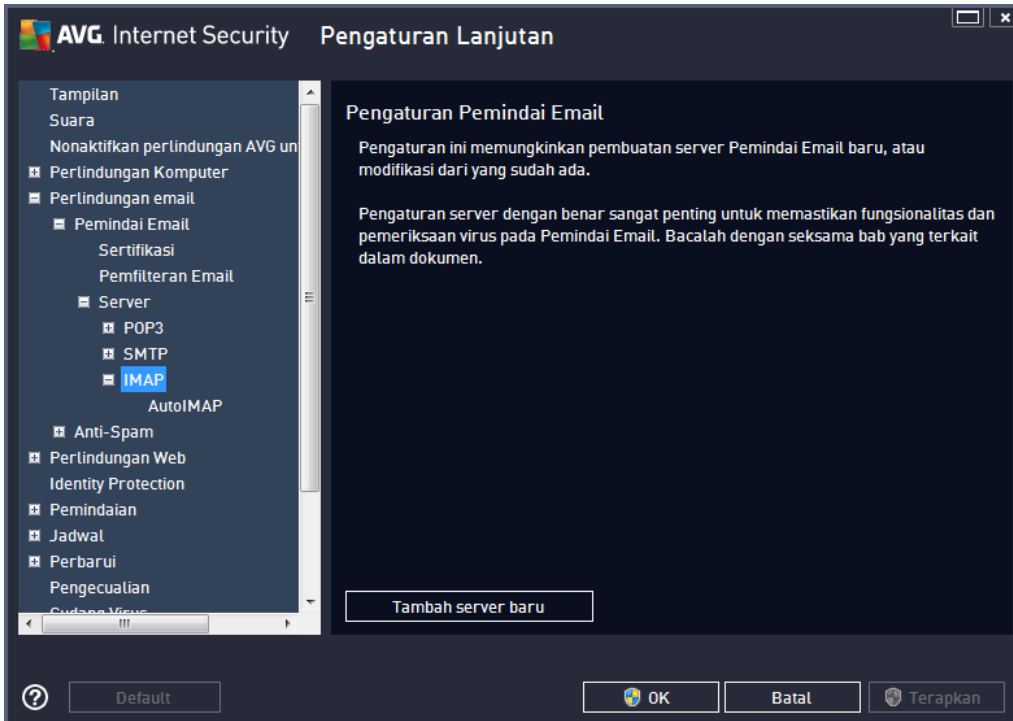 AVG. Internet Security Pengaturan Lanjutan
Tampilan
Suara
Nonaktifkan perlindungan AVG un
Perlindungan Komputer
Perlindungan email
Pemindai Email
Sertifikasi
Pemfilteran Email
Server
POP3
SMTP
IMAP
AutoIMAP
Anti-Spam
Perlindungan Web
Identity Protection
Pemindaian
Jadwal
Perbarui
Pengecualian
Gudang Virus
Pengaturan Pemindai Email
Pengaturan ini memungkinkan pembuatan server Pemindai Email baru, atau
modifikasi dari yang sudah ada.
Pengaturan server dengan benar sangat penting untuk memastikan fungsionalitas dan
pemeriksaan virus pada Pemindai Email. Bacalah dengan seksama bab yang terkait
dalam dokumen.
Tambah server baru
Default
OK
Batal
Terapkan